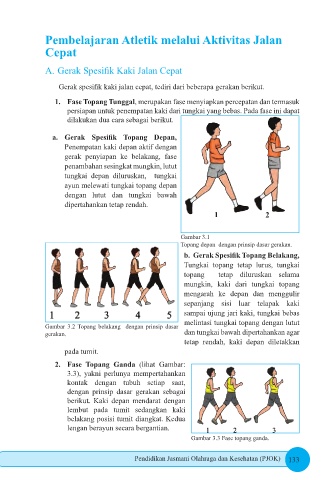 Pembelajaran Atletik melalui Aktivitas Jalan
Cepat
A. Gerak Spesifik Kaki Jalan Cepat
Gerak spesifik kaki jalan cepat, tediri dari beberapa gerakan berikut.
1. Fase Topang Tunggal, merupakan fase menyiapkan percepatan dan termasuk
persiapan untuk penempatan kaki dari tungkai yang bebas. Pada fase ini dapat
dilakukan dua cara sebagai berikut.
a. Gerak Spesifik Topang Depan,
Penempatan kaki depan aktif dengan
gerak penyiapan ke belakang, fase
penambahan sesingkat mungkin, lutut
tungkai depan diluruskan, tungkai
ayun melewati tungkai topang depan
dengan lutut dan tungkai bawah
dipertahankan tetap rendah.
1 2
Gambar 3.1
Topang depan dengan prinsip dasar gerakan.
b. Gerak Spesifik Topang Belakang,
Tungkai topang tetap lurus, tungkai
topang tetap diluruskan selama
mungkin, kaki dari tungkai topang
mengarah ke depan dan menggulir
sepanjang sisi luar telapak kaki
sampai ujung jari kaki, tungkai bebas
melintasi tungkai topang dengan lutut
dan tungkai bawah dipertahankan agar
tetap rendah, kaki depan diletakkan
1 2 3 4 5
Gambar 3.2 Topang belakang dengan prinsip dasar
gerakan.
pada tumit.
2. Fase Topang Ganda (lihat Gambar:
3.3), yakni perlunya mempertahankan
kontak dengan tubuh setiap saat,
dengan prinsip dasar gerakan sebagai
berikut. Kaki depan mendarat dengan
lembut pada tumit sedangkan kaki
belakang posisi tumit diangkat. Kedua
lengan berayun secara bergantian.
1 2 3
Gambar 3.3 Fase topang ganda.
Pendidikan Jasmani Olahraga dan Kesehatan (PJOK) 133